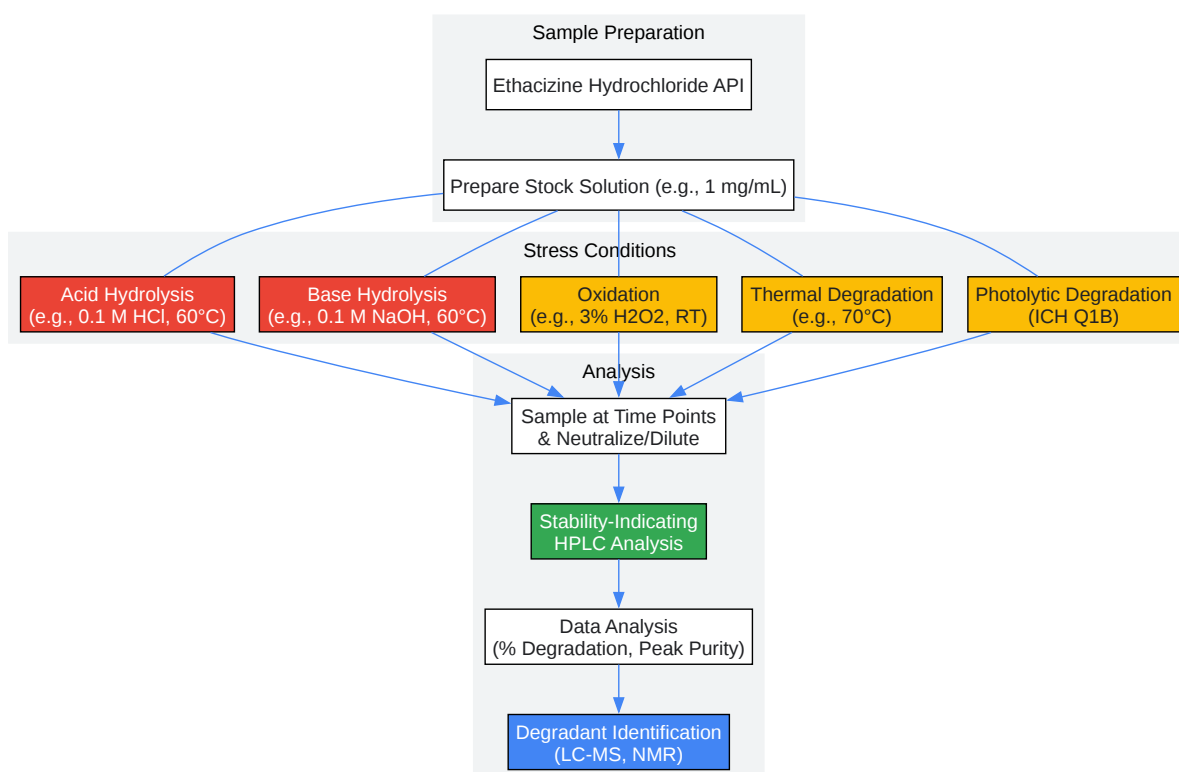 Sample Preparation
Ethacizine Hydrochloride API
Prepare Stock Solution (e.g., 1 mg/mL)
Stress Conditions
Acid Hydrolysis
(e.g., 0.1 M HCl, 60°C)
Base Hydrolysis
(e.g., 0.1 M NaOH, 60°C)
Oxidation
(e.g., 3% H2O2, RT)
Thermal Degradation
(e.g., 70°C)
Photolytic Degradation
(ICH Q1B)
Analysis
Sample at Time Points
& Neutralize/Dilute
Stability-Indicating
HPLC Analysis
Data Analysis
(% Degradation, Peak Purity)
Degradant Identification
(LC-MS, NMR)